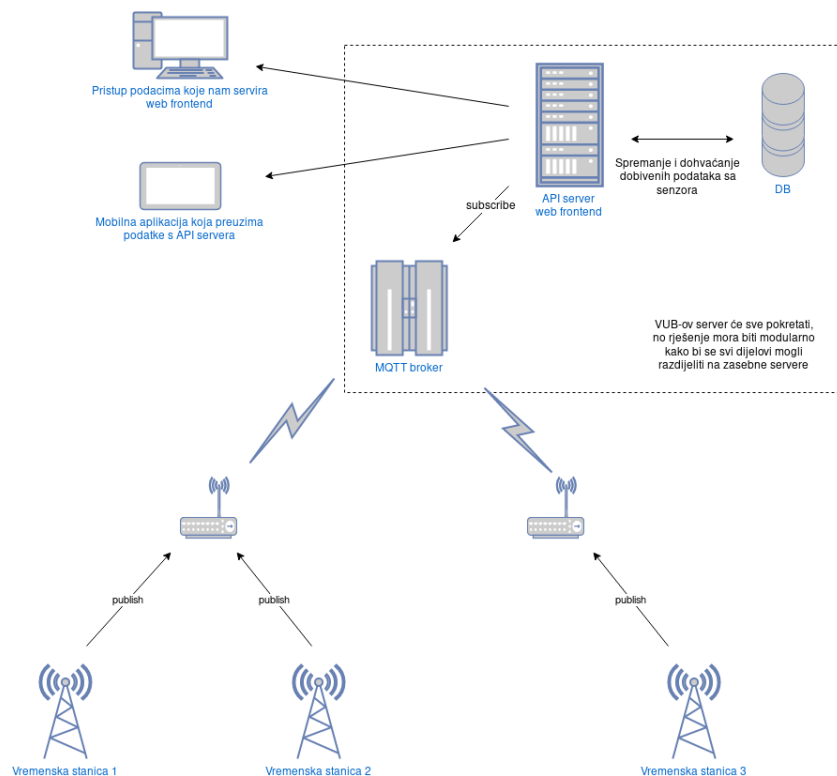 Pristup podacima koje nam servira
web frontend
Mobilna aplikacija koja preuzima
podatke s API servera
API server
web frontend
Spremanje i dohvaćanje
dobivenih podataka sa
senzora
DB
subscribe
MQTT broker
VUB-ov server će sve pokretati,
no rješenje mora biti modularno
kako bi se svi dijelovi mogli
razdijeliti na zasebne servere
publish
publish
publish
Vremenska stanica 1
Vremenska stanica 2
Vremenska stanica 3